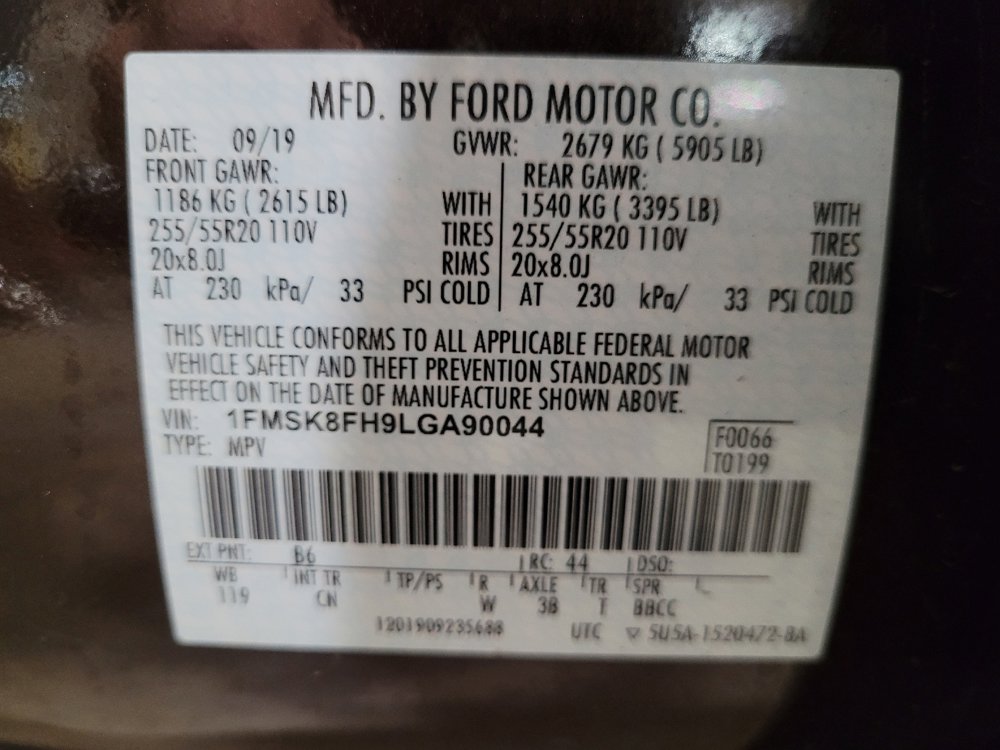 MFD. BY FORD MOTOR CO.
DATE: 09/19 GVWR: 2679 KG ( 5905 LB)
FRONT GAWR: REAR GAWR:
1186 KG ( 2615 LB) WITH 1540 KG ( 3395 LB) WITH
255/55R20 110V TIRES 255/55R20 110V TIRES
20x8.0J RIMS 20x8.0J RIMS
AT 230 kPa/ 33 PSI COLD AT 230 kPa/ 33 PSI COLD
THIS VEHICLE CONFORMS TO ALL APPLICABLE FEDERAL MOTOR
VEHICLE SAFETY AND THEFT PREVENTION STANDARDS IN
EFFECT ON THE DATE OF MANUFACTURE SHOWN ABOVE.
VIN: 1FMSK8FH9LGA90044
TYPE: MPV
F0066
T0199
EXT PNT: B6 RC: 44 DSO:
WB INT TR TP/PS R AXLE TR SPR
119 CN W 3B T BBCC
1201909235688 UTC ▽ 5U5A-1520472-BA